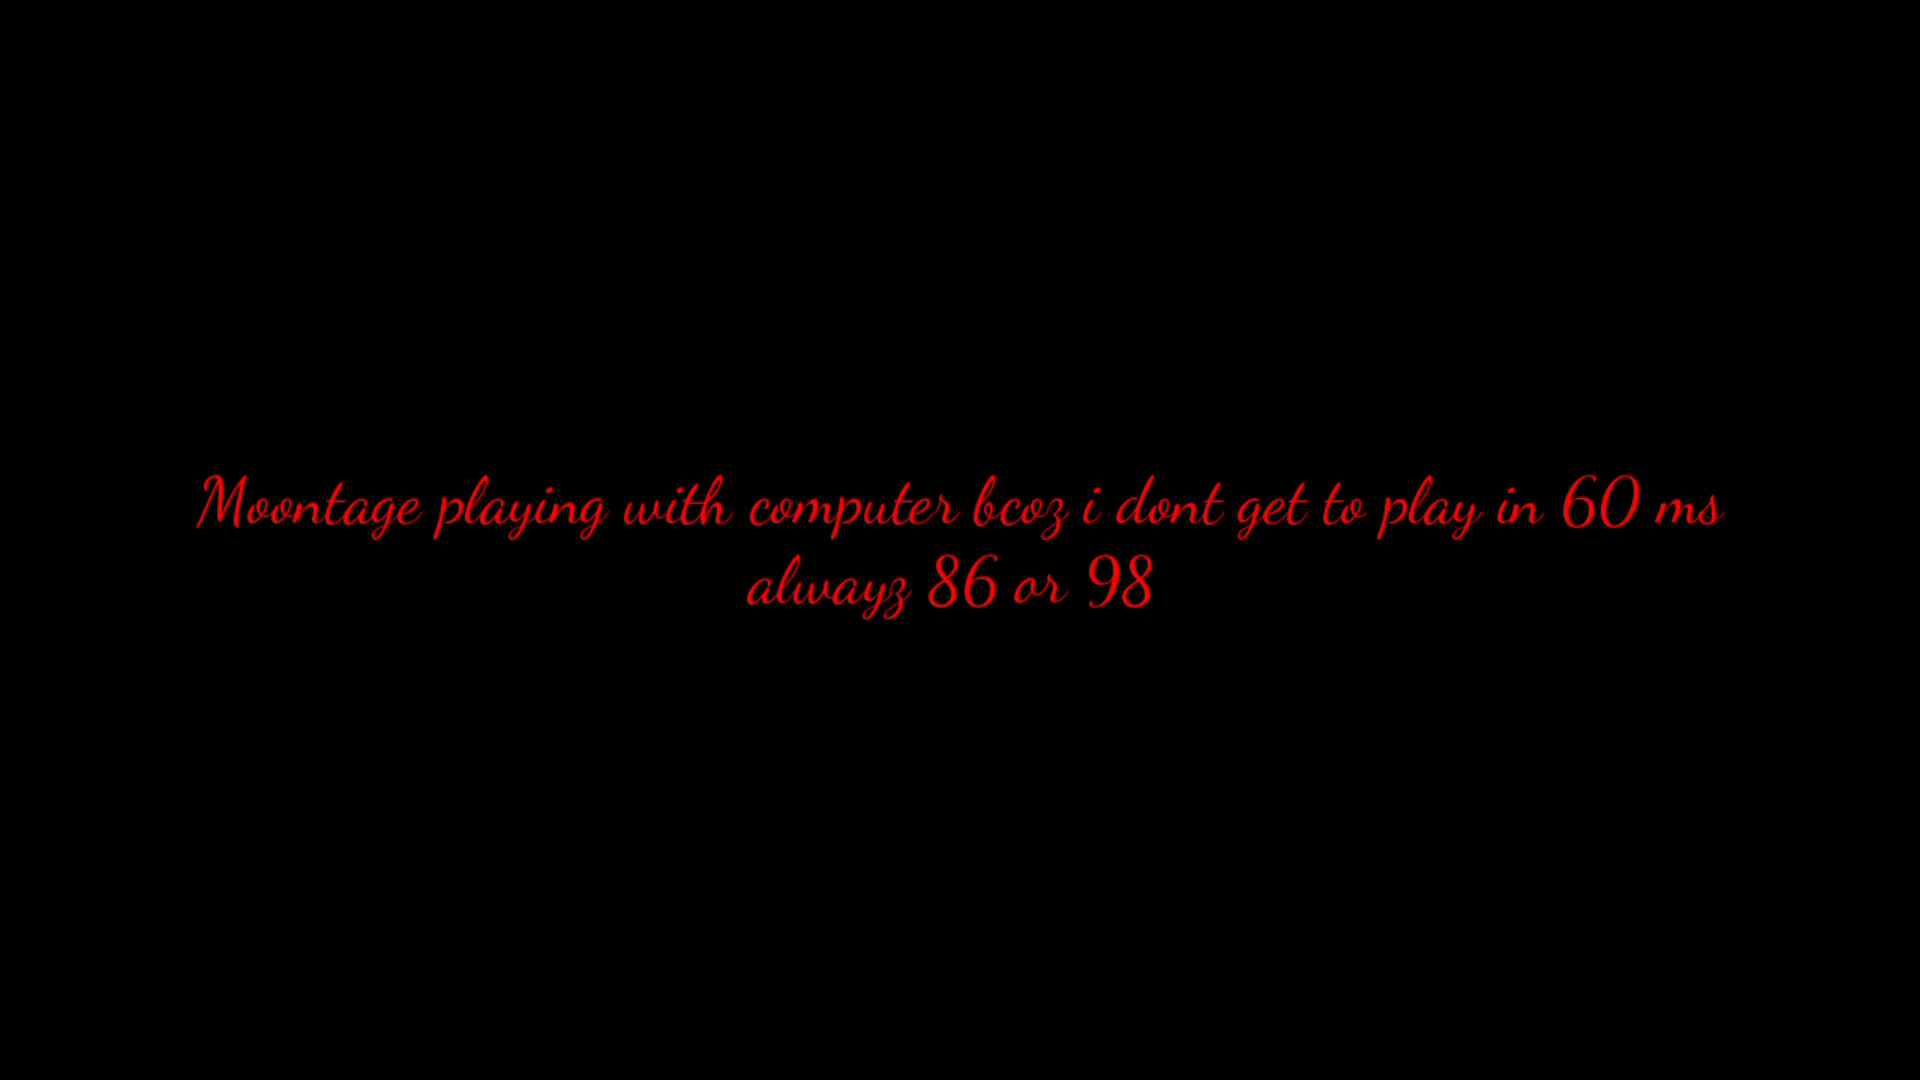 Moontage playing with computer bcoz i dont get to play in 60 ms
alwayz 86 or 98